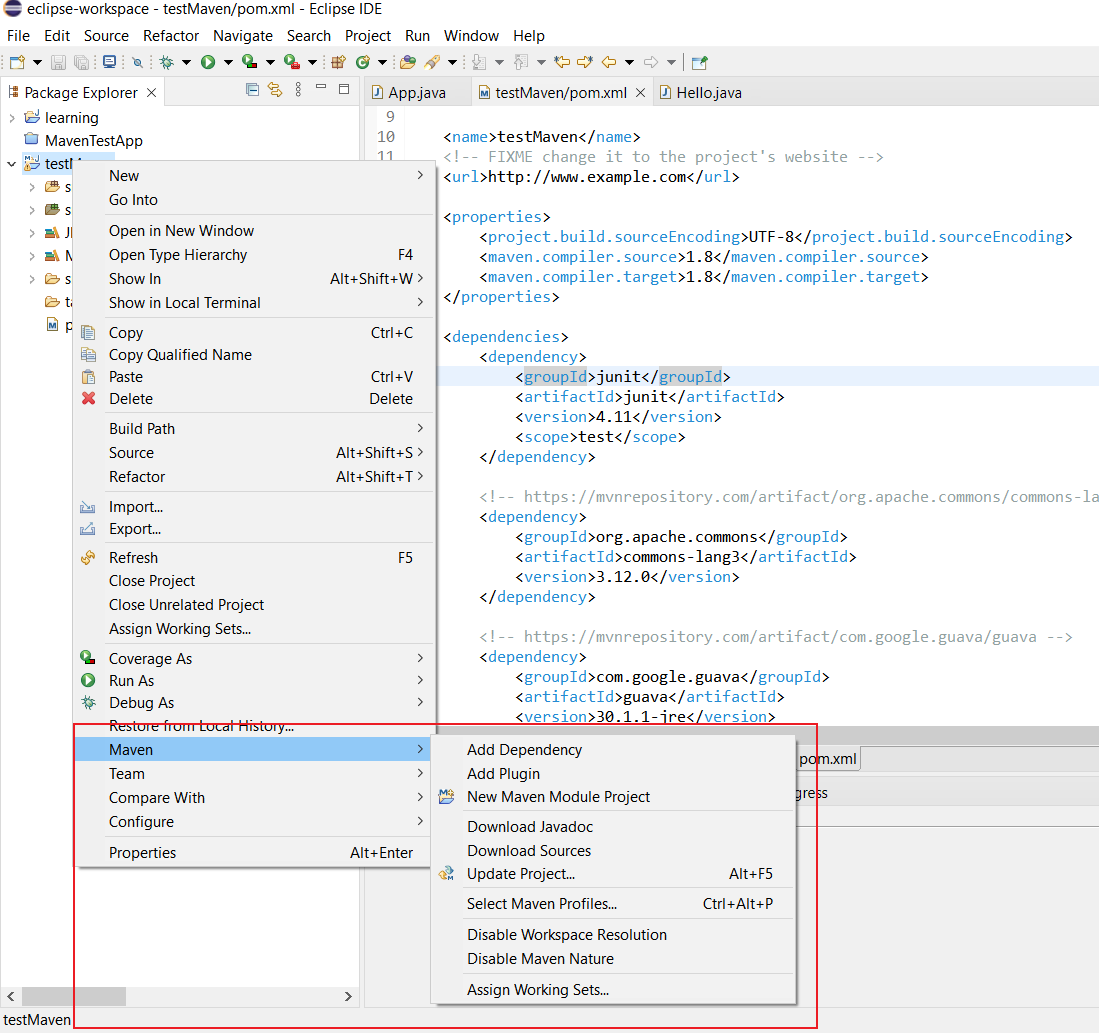 eclipse-workspace - testMaven/pom.xml - Eclipse IDE
File Edit Source Refactor Navigate Search Project Run Window Help
Package Explorer
App.java testMaven/pom.xml Hello.java
learning
MavenTestApp
testM
s
s
s
New
Go Into
Open in New Window
Open Type Hierarchy F4
Show In Alt+Shift+W
Show in Local Terminal
Copy Ctrl+C
Copy Qualified Name
Paste Ctrl+V
Delete Delete
Build Path
Source Alt+Shift+S
Refactor Alt+Shift+T
Import...
Export...
Refresh F5
Close Project
Close Unrelated Project
Assign Working Sets...
Coverage As
Run As
Debug As
Restore from Local History...
Maven
Team
Compare With
Configure
Properties Alt+Enter
Add Dependency
Add Plugin
New Maven Module Project
Download Javadoc
Download Sources
Update Project... Alt+F5
Select Maven Profiles... Ctrl+Alt+P
Disable Workspace Resolution
Disable Maven Nature
Assign Working Sets...
9
10 <name>testMaven</name>
11 <!-- FIXME change it to the project's website -->
<url>http://www.example.com</url>
<properties>
<project.build.sourceEncoding>UTF-8</project.build.sourceEncoding>
<maven.compiler.source>1.8</maven.compiler.source>
<maven.compiler.target>1.8</maven.compiler.target>
</properties>
<dependencies>
<dependency>
<groupId>junit</groupId>
<artifactId>junit</artifactId>
<version>4.11</version>
<scope>test</scope>
</dependency>
<!-- https://mvnrepository.com/artifact/org.apache.commons/commons-la
<dependency>
<groupId>org.apache.commons</groupId>
<artifactId>commons-lang3</artifactId>
<version>3.12.0</version>
</dependency>
<!-- https://mvnrepository.com/artifact/com.google.guava/guava -->
<dependency>
<groupId>com.google.guava</groupId>
<artifactId>guava</artifactId>
<version>30.1.1-jre</version>
pom.xml
gress
testMaven